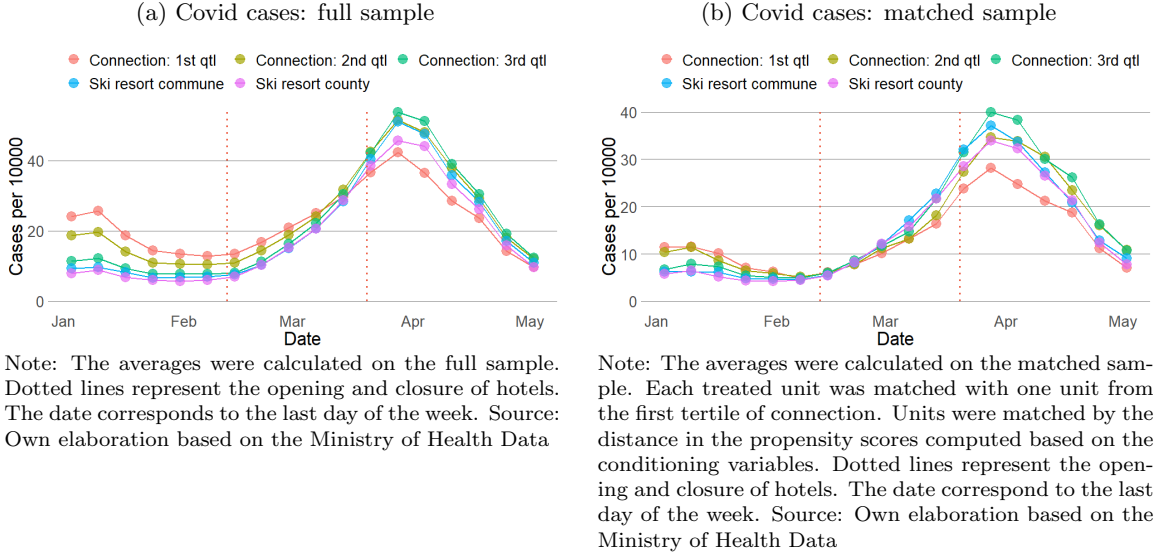 (a) Covid cases: full sample
Connection: 1st qtl Connection: 2nd qtl Connection: 3rd qtl
Ski resort commune Ski resort county
Cases per 10000
40
20
0
Jan Feb Mar Apr May
Date
Note: The averages were calculated on the full sample.
Dotted lines represent the opening and closure of hotels.
The date corresponds to the last day of the week. Source:
Own elaboration based on the Ministry of Health Data
(b) Covid cases: matched sample
Connection: 1st qtl Connection: 2nd qtl Connection: 3rd qtl
Ski resort commune Ski resort county
Cases per 10000
40
30
20
10
0
Jan Feb Mar Apr May
Date
Note: The averages were calculated on the matched sam-
ple. Each treated unit was matched with one unit from
the first tertile of connection. Units were matched by the
distance in the propensity scores computed based on the
conditioning variables. Dotted lines represent the open-
ing and closure of hotels. The date correspond to the last
day of the week. Source: Own elaboration based on the
Ministry of Health Data